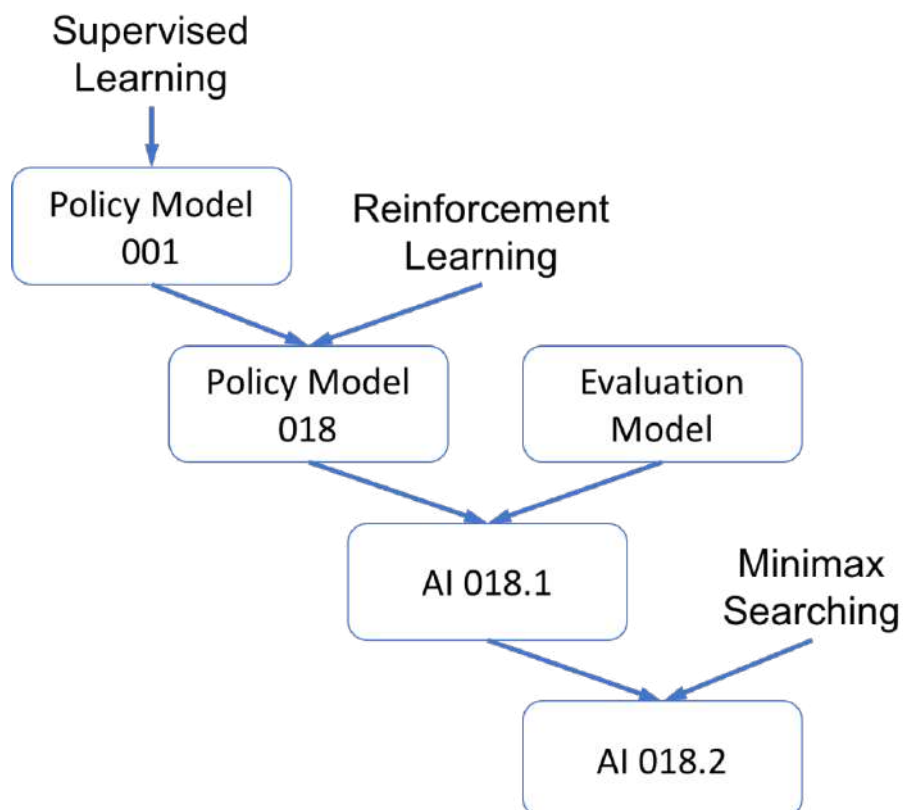 Supervised
Learning
Policy Model
001
Reinforcement
Learning
Policy Model
018
Evaluation
Model
AI 018.1
Minimax
Searching
AI 018.2